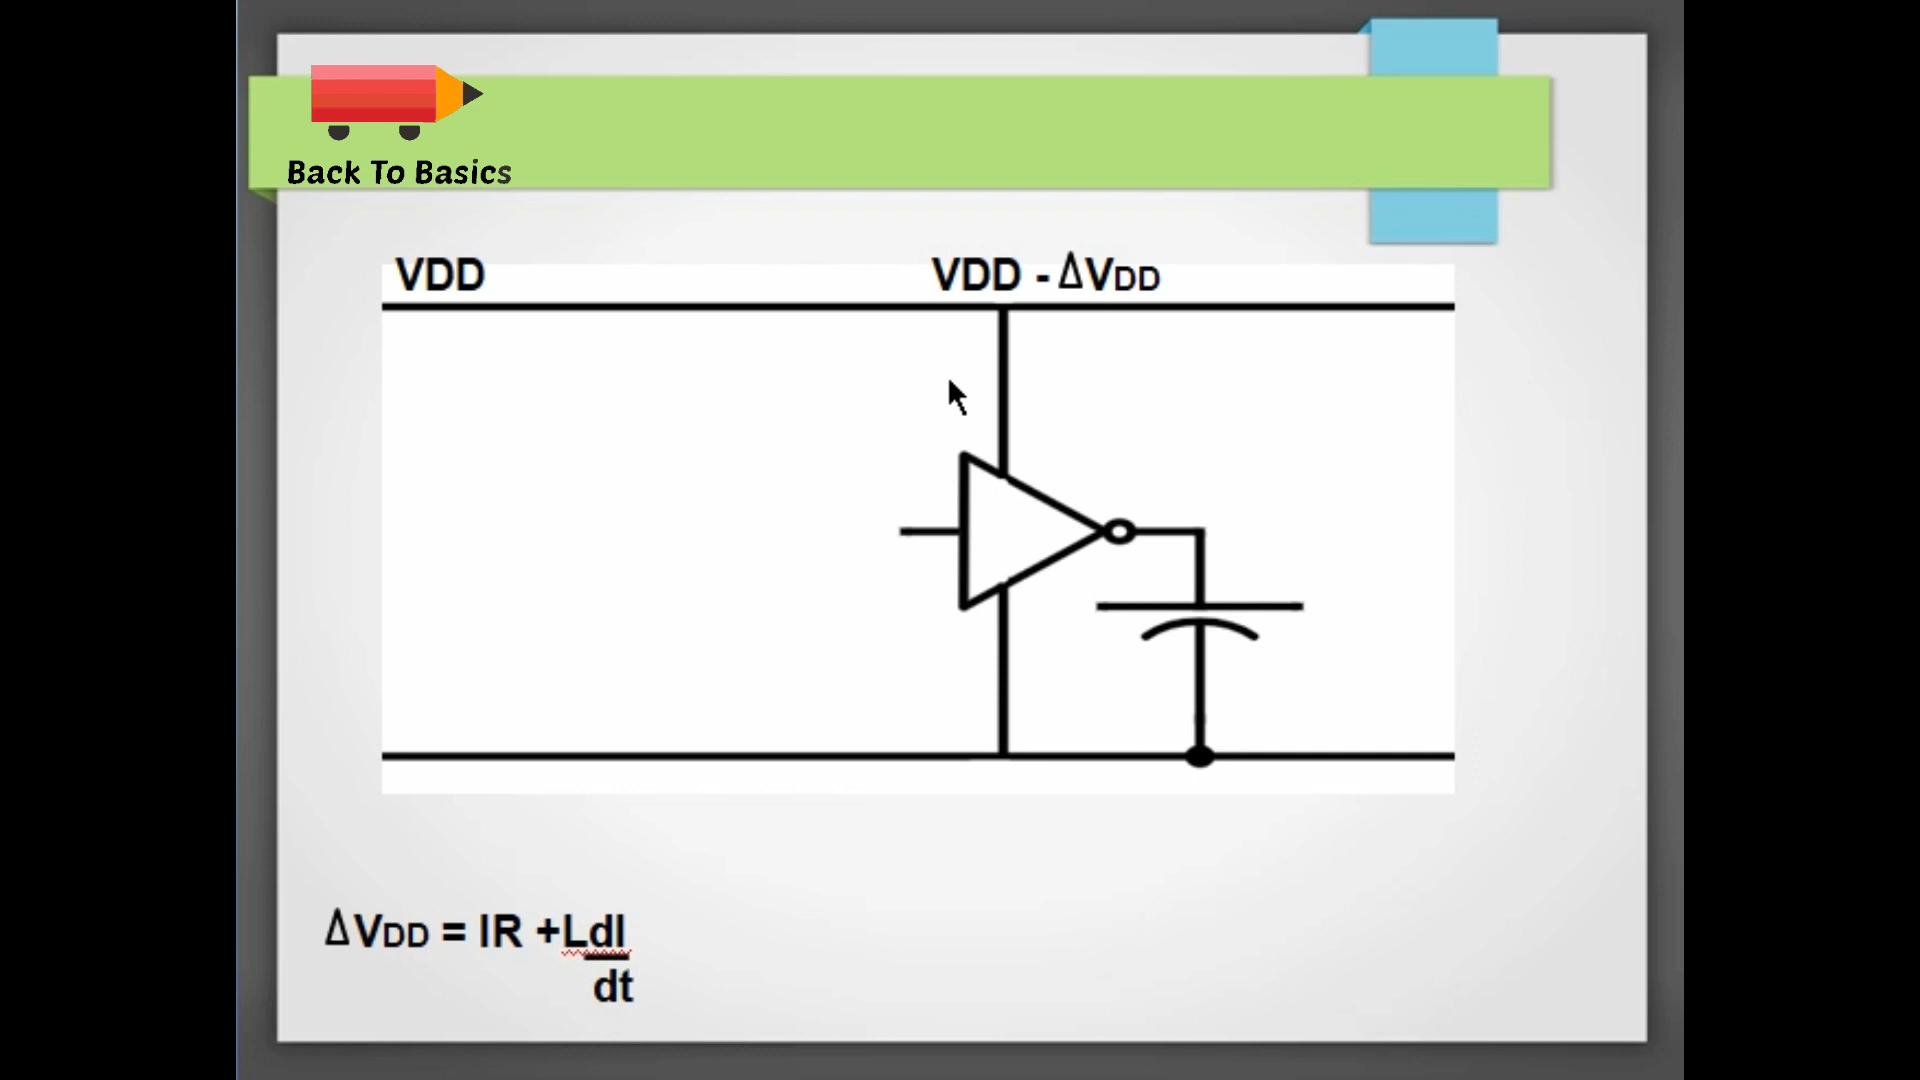 Back To Basics
VDD
VDD - ΔVDD
ΔVDD = IR +LdI
dt